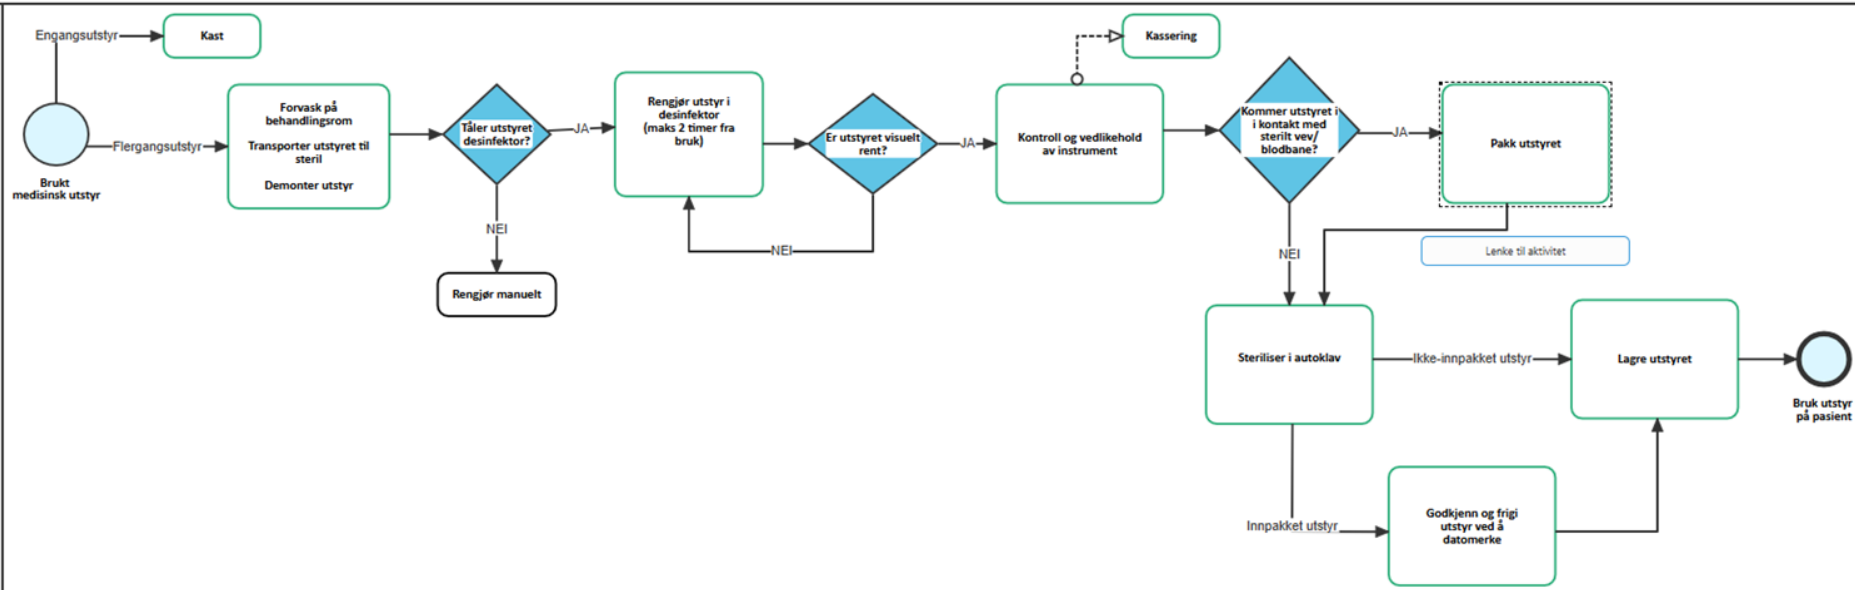 Engangsutstyr
Kast
Brukt
medisinsk utstyr
Flergangsutstyr
Forvask på
behandlingsrom
Transporter utstyret til
steril
Demonter utstyr
Tåler utstyret
desinfektor?
JA
NEI
Rengjør manuelt
Rengjør utstyr i
desinfektor
(maks 2 timer fra
bruk)
Er utstyret visuelt
rent?
JA
NEI
Kontroll og vedlikehold
av instrument
Kassering
Kommer utstyret i
i kontakt med
sterilt vev/
blodbane?
JA
NEI
Pakk utstyret
Lenke til aktivitet
Steriliser i autoklav
Ikke-innpakket utstyr
Innpakket utstyr
Godkjenn og frigi
utstyr ved å
datomerke
Lagre utstyret
Bruk utstyr
på pasient